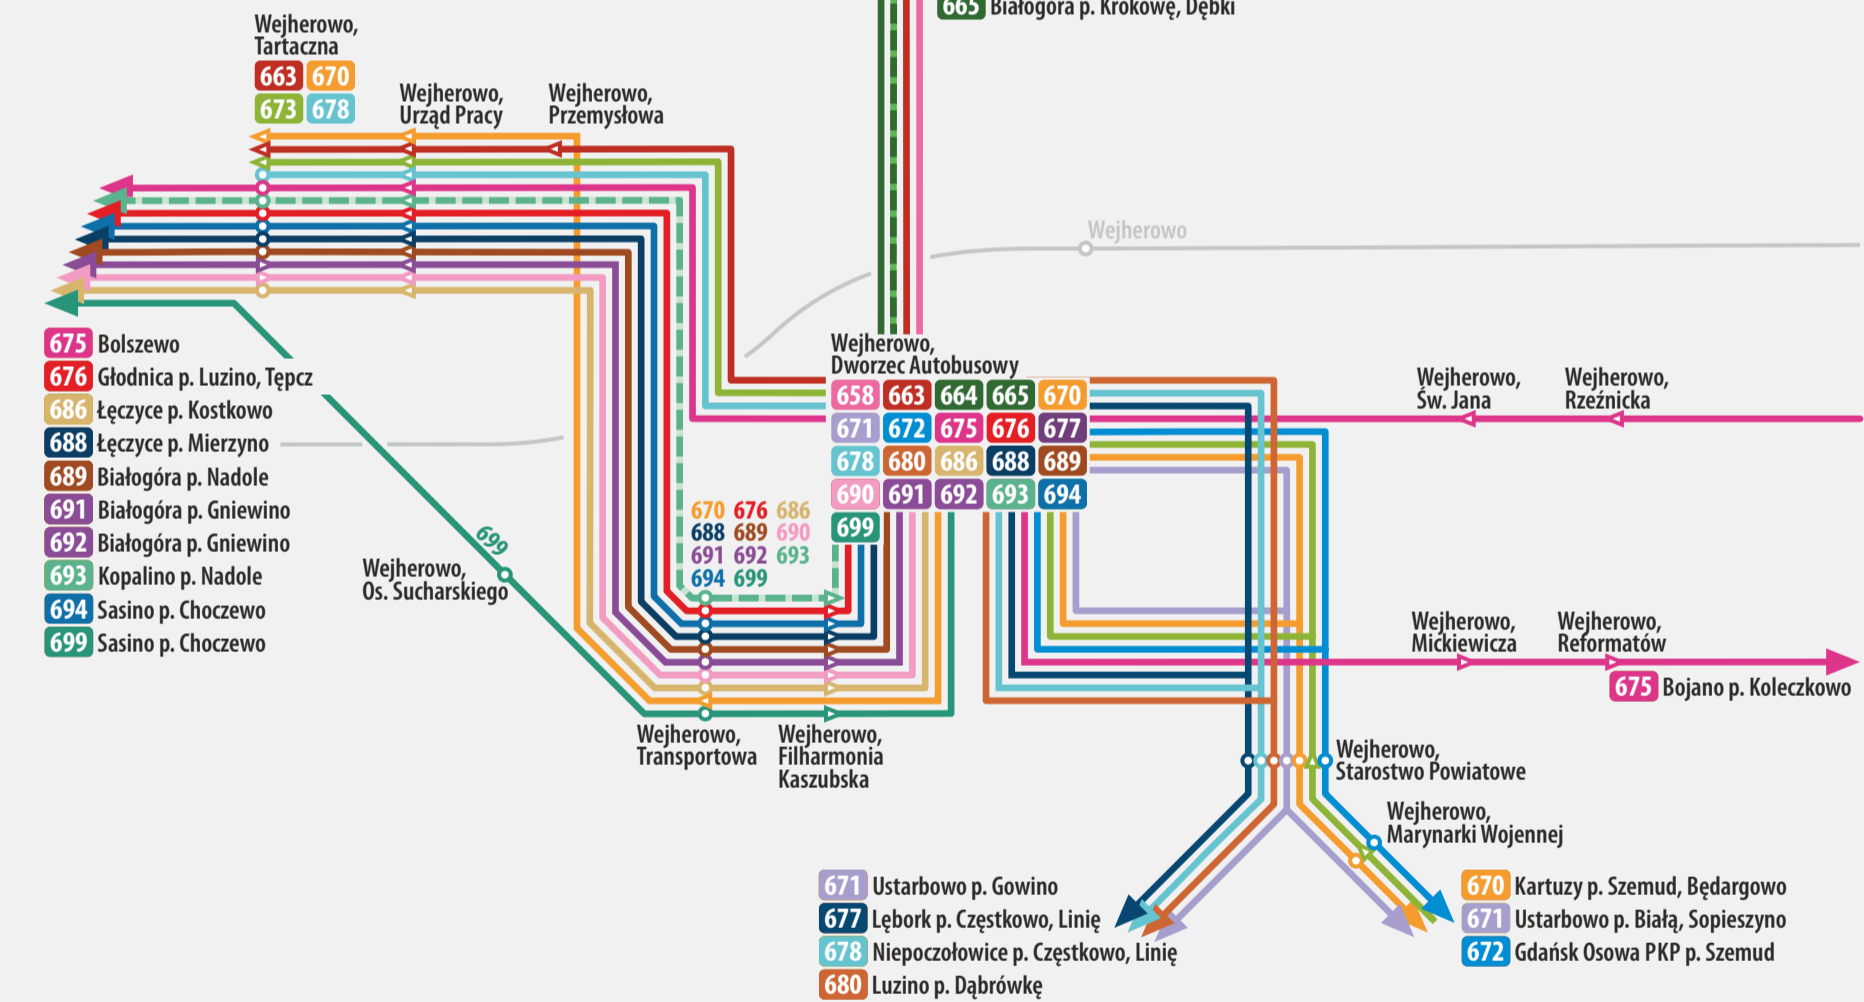 665 Białogóra p. Krokowę, Dębki
Wejherowo,
Tartaczna
663 670
673 678
Wejherowo,
Urząd Pracy
Wejherowo,
Przemysłowa
Wejherowo
675 Bolszewo
676 Głodnica p. Luzino, Tępcz
686 Łęczyce p. Kostkowo
688 Łęczyce p. Mierzyno
689 Białogóra p. Nadole
691 Białogóra p. Gniewino
692 Białogóra p. Gniewino
693 Kopalino p. Nadole
694 Sasino p. Choczewo
699 Sasino p. Choczewo
Wejherowo,
Dworzec Autobusowy
658 663 664 665 670
671 672 675 676 677
678 680 686 688 689
690 691 692 693 694
699
Wejherowo,
Św. Jana
Wejherowo,
Rzeźnicka
670 676 686
688 689 690
691 692 693
694 699
699
Wejherowo,
Os. Sucharskiego
Wejherowo,
Transportowa
Wejherowo,
Filharmonia
Kaszubska
Wejherowo,
Mickiewicza
Wejherowo,
Reformatów
675 Bojano p. Koleczkowo
Wejherowo,
Starostwo Powiatowe
Wejherowo,
Marynarki Wojennej
671 Ustarbowo p. Gowino
677 Lębork p. Częstkowo, Linię
678 Niepoczołowice p. Częstkowo, Linię
680 Luzino p. Dąbrówkę
670 Kartuzy p. Szemud, Będargowo
671 Ustarbowo p. Białą, Sopieszyno
672 Gdańsk Osowa PKP p. Szemud